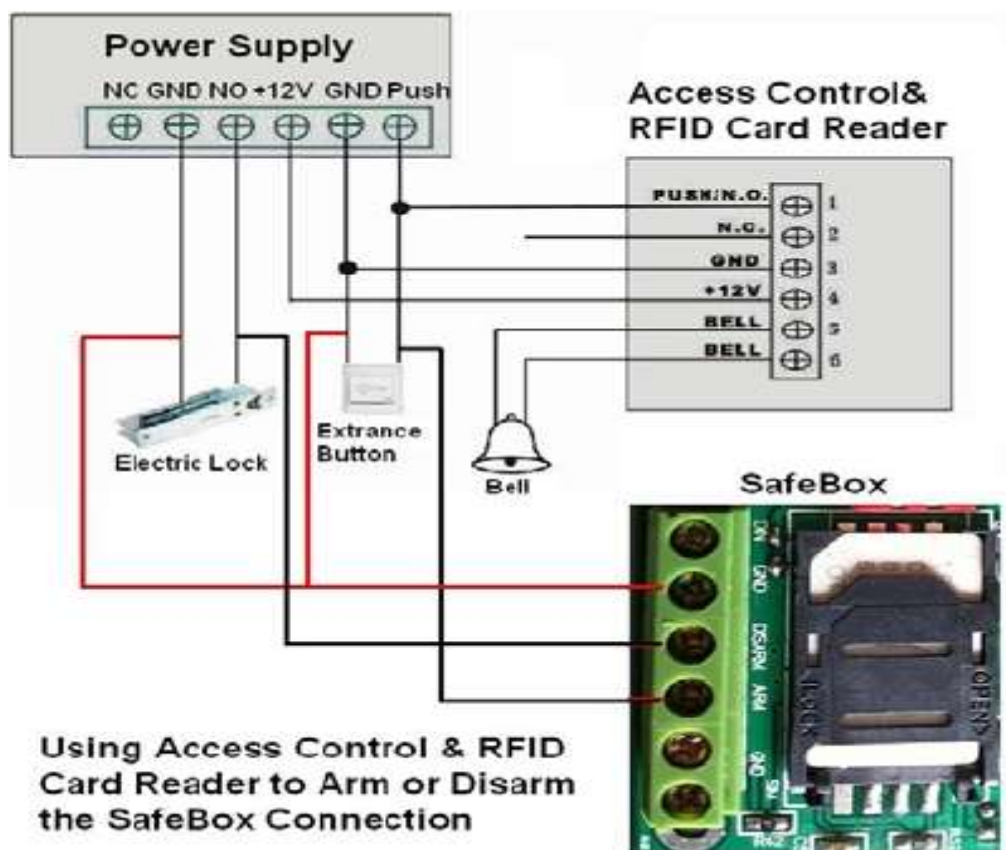 Power Supply
NC GND NO +12V GND Push
Access Control&
RFID Card Reader
PUSH/N.O. 1
N.C. 2
GND 3
+12V 4
BELL 5
BELL 6
Electric Lock
Extrance
Button
Bell
SafeBox
DIN
GND
DISARM
ARM
GND
LOCK
OPEN
R42
Using Access Control & RFID
Card Reader to Arm or Disarm
the SafeBox Connection